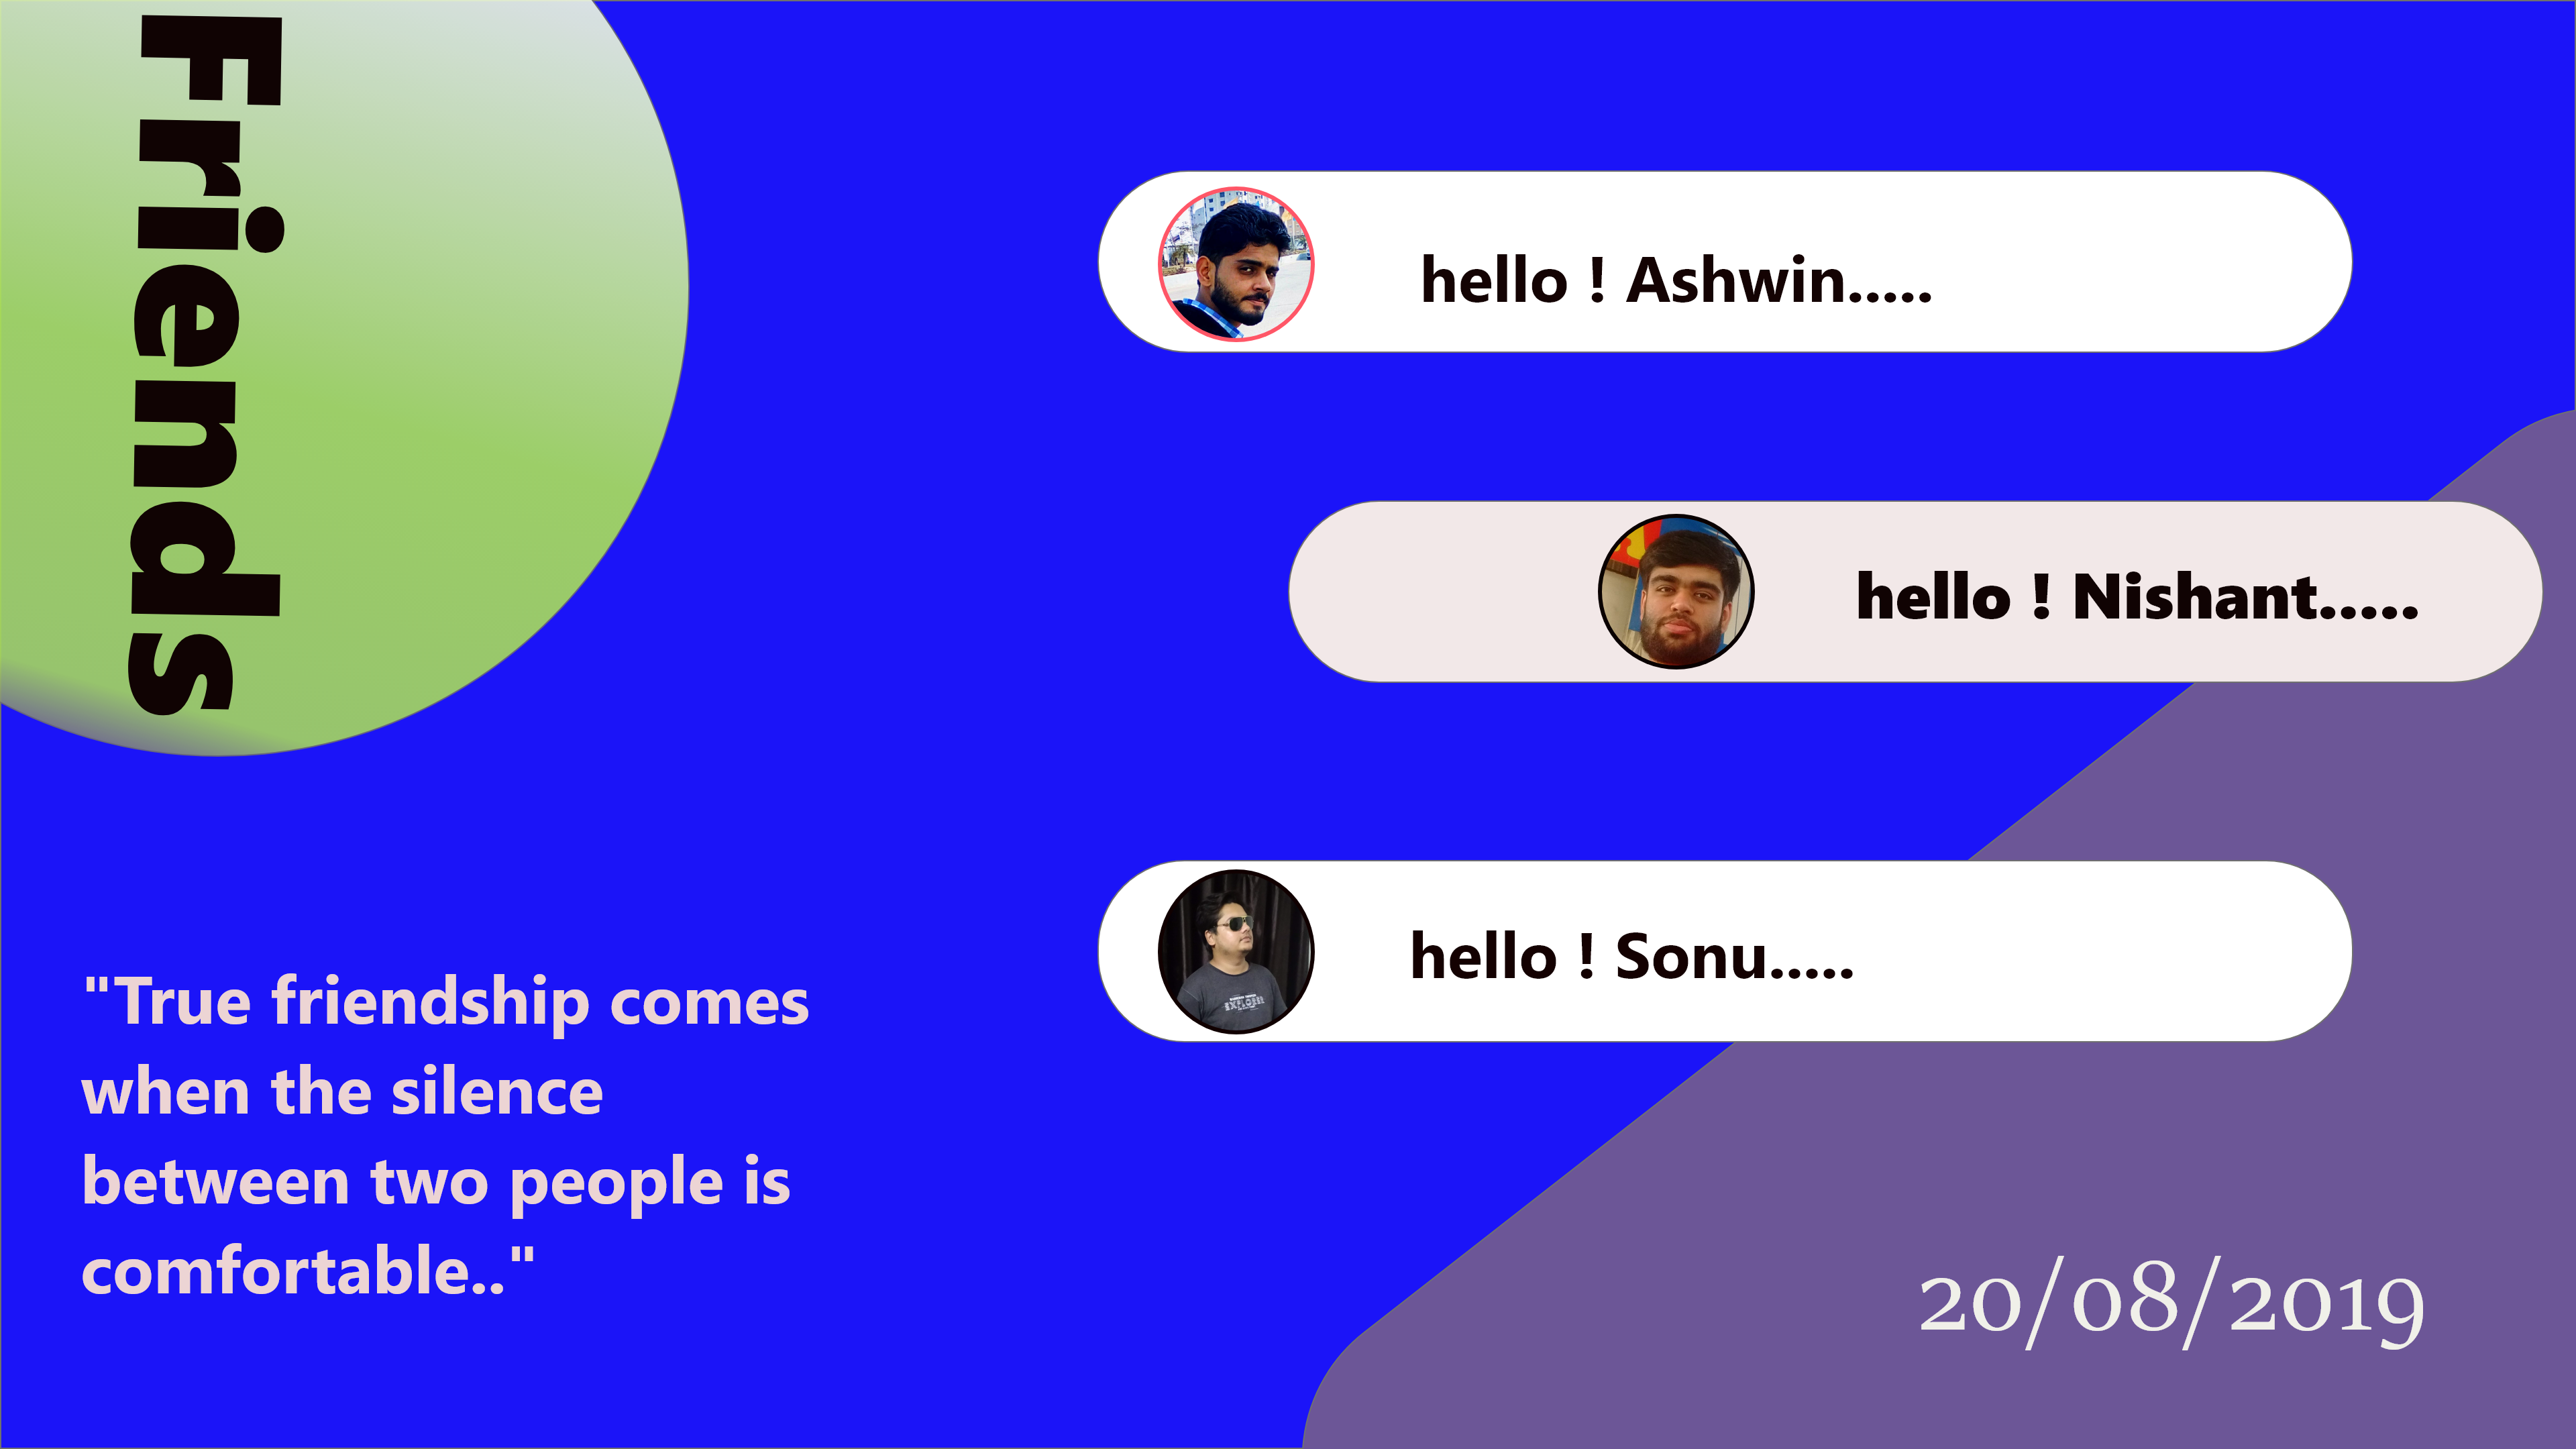 Friends
hello ! Ashwin.....
hello ! Nishant.....
hello ! Sonu.....
EXPLORER
"True friendship comes
when the silence
between two people is
comfortable.."
20/08/2019